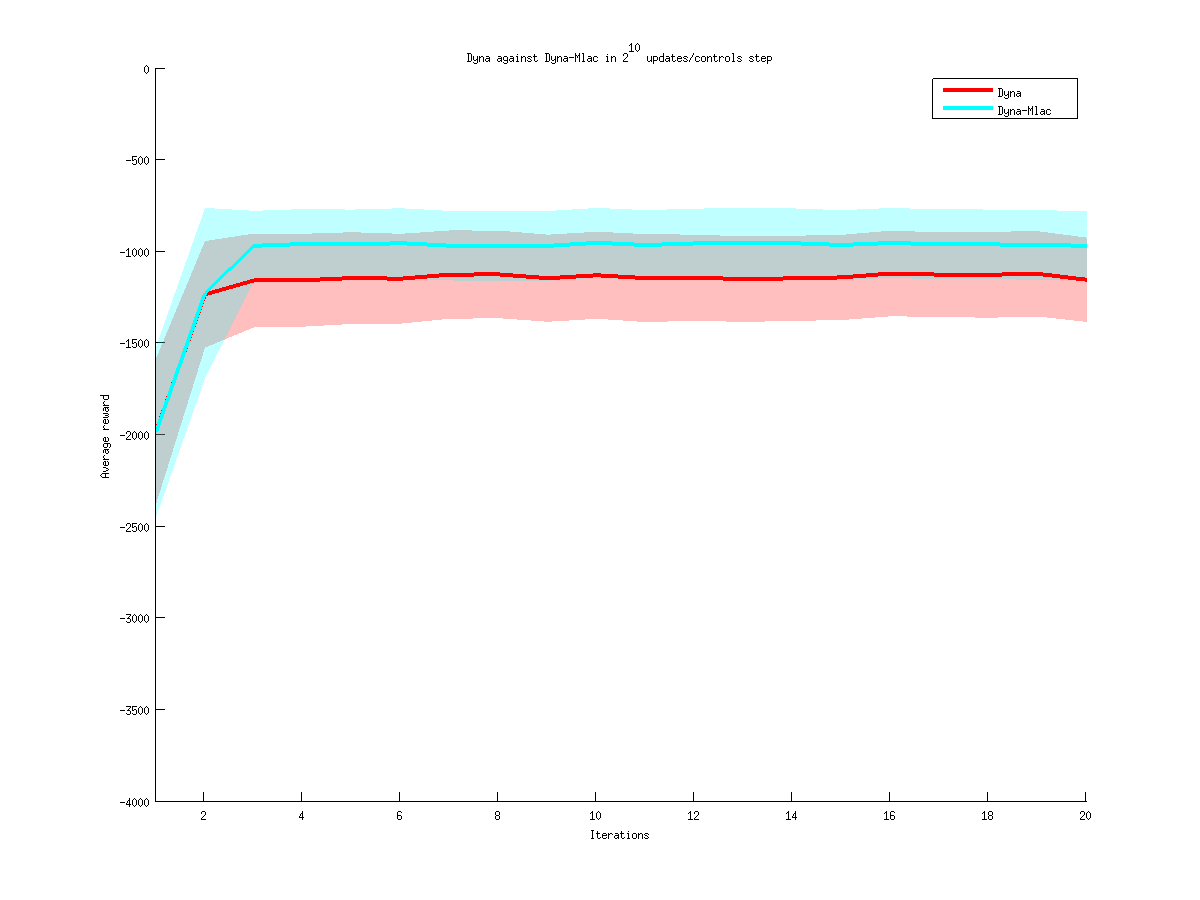 10
Dyna against Dyna-Mlac in 2 updates/controls step
Dyna
Dyna-Mlac
0
-500
-1000
-1500
-2000
-2500
-3000
-3500
-4000
Average reward
2 4 6 8 10 12 14 16 18 20
Iterations